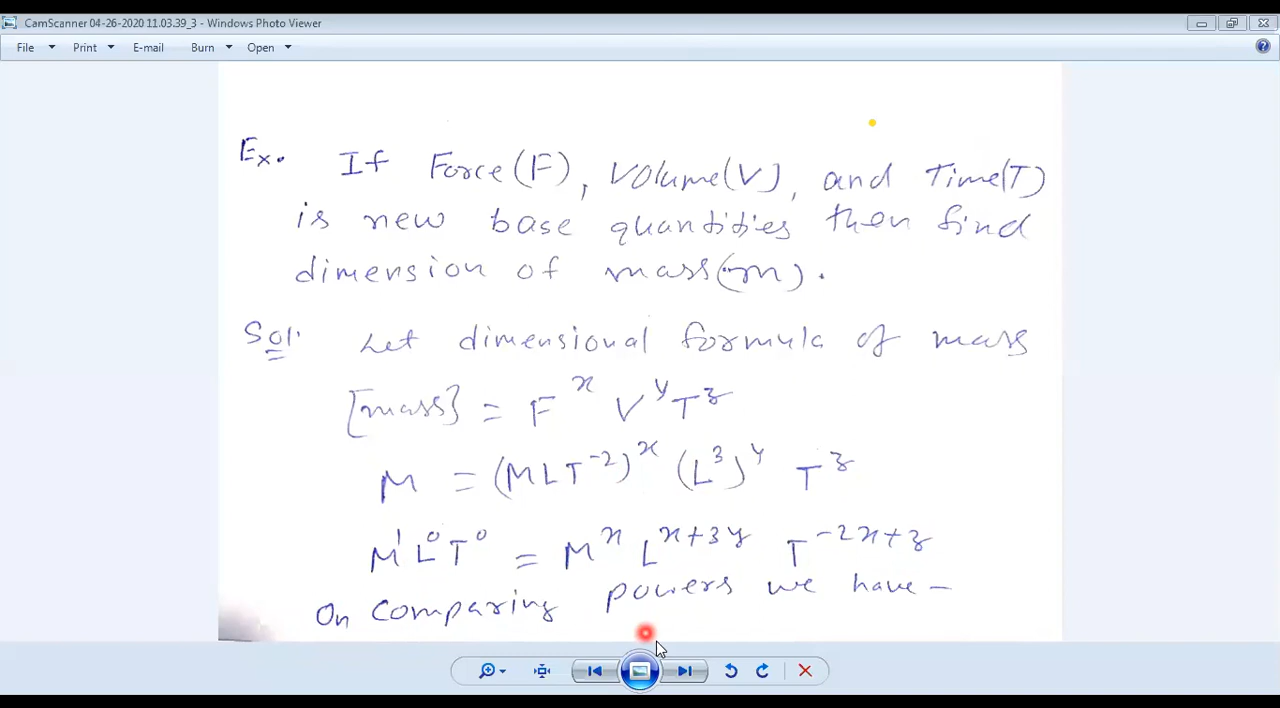 CamScanner 04-26-2020 11.03.39_3 - Windows Photo Viewer
File Print E-mail Burn Open
Ex. If Force(F), Volume(V), and Time(T)
is new base quantities then find
dimension of mass(m).
Sol. Let dimensional formula of mass
[mass] = F^x V^y T^z
M = (MLT^-2)^x (L^3)^y T^z
M^1 L^0 T^0 = M^x L^x+3y T^-2x+z
On comparing powers we have -